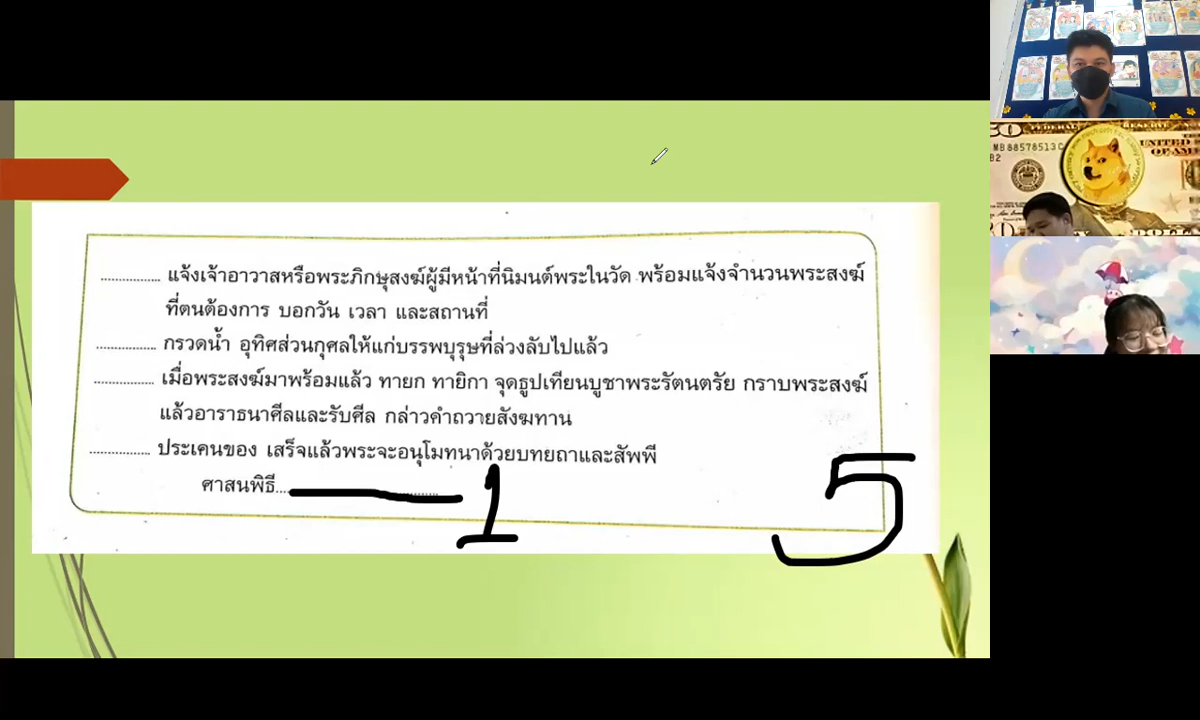 ............... แจ้งเจ้าอาวาสหรือพระภิกษุสงฆ์ผู้มีหน้าที่นิมนต์พระในวัด พร้อมแจ้งจำนวนพระสงฆ์
ที่ตนต้องการ บอกวัน เวลา และสถานที่
............... กรวดน้ำ อุทิศส่วนกุศลให้แก่บรรพบุรุษที่ล่วงลับไปแล้ว
............... เมื่อพระสงฆ์มาพร้อมแล้ว ทายก ทายิกา จุดธูปเทียนบูชาพระรัตนตรัย กราบพระสงฆ์
แล้วอาราธนาศีลและรับศีล กล่าวคำถวายสังฆทาน
............... ประเคนของ เสร็จแล้วพระจะอนุโมทนาด้วยบทยถาและสัพพี
ศาสนพิธี...............
1 5
MB 88578513 C
B2
UNITED
OF AM